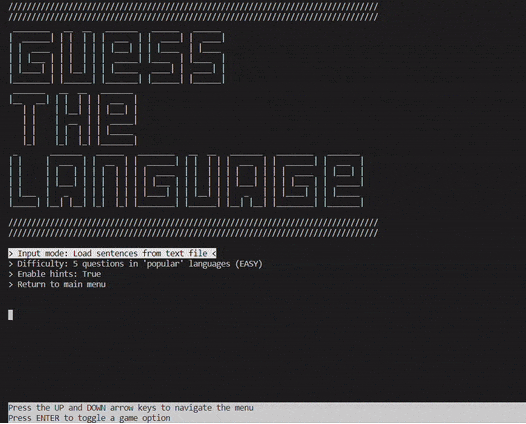 GUESS
THE
LANGUAGE
> Input mode: Load sentences from text file <
> Difficulty: 5 questions in 'popular' languages (EASY)
> Enable hints: True
> Return to main menu
Press the UP and DOWN arrow keys to navigate the menu
Press ENTER to toggle a game option